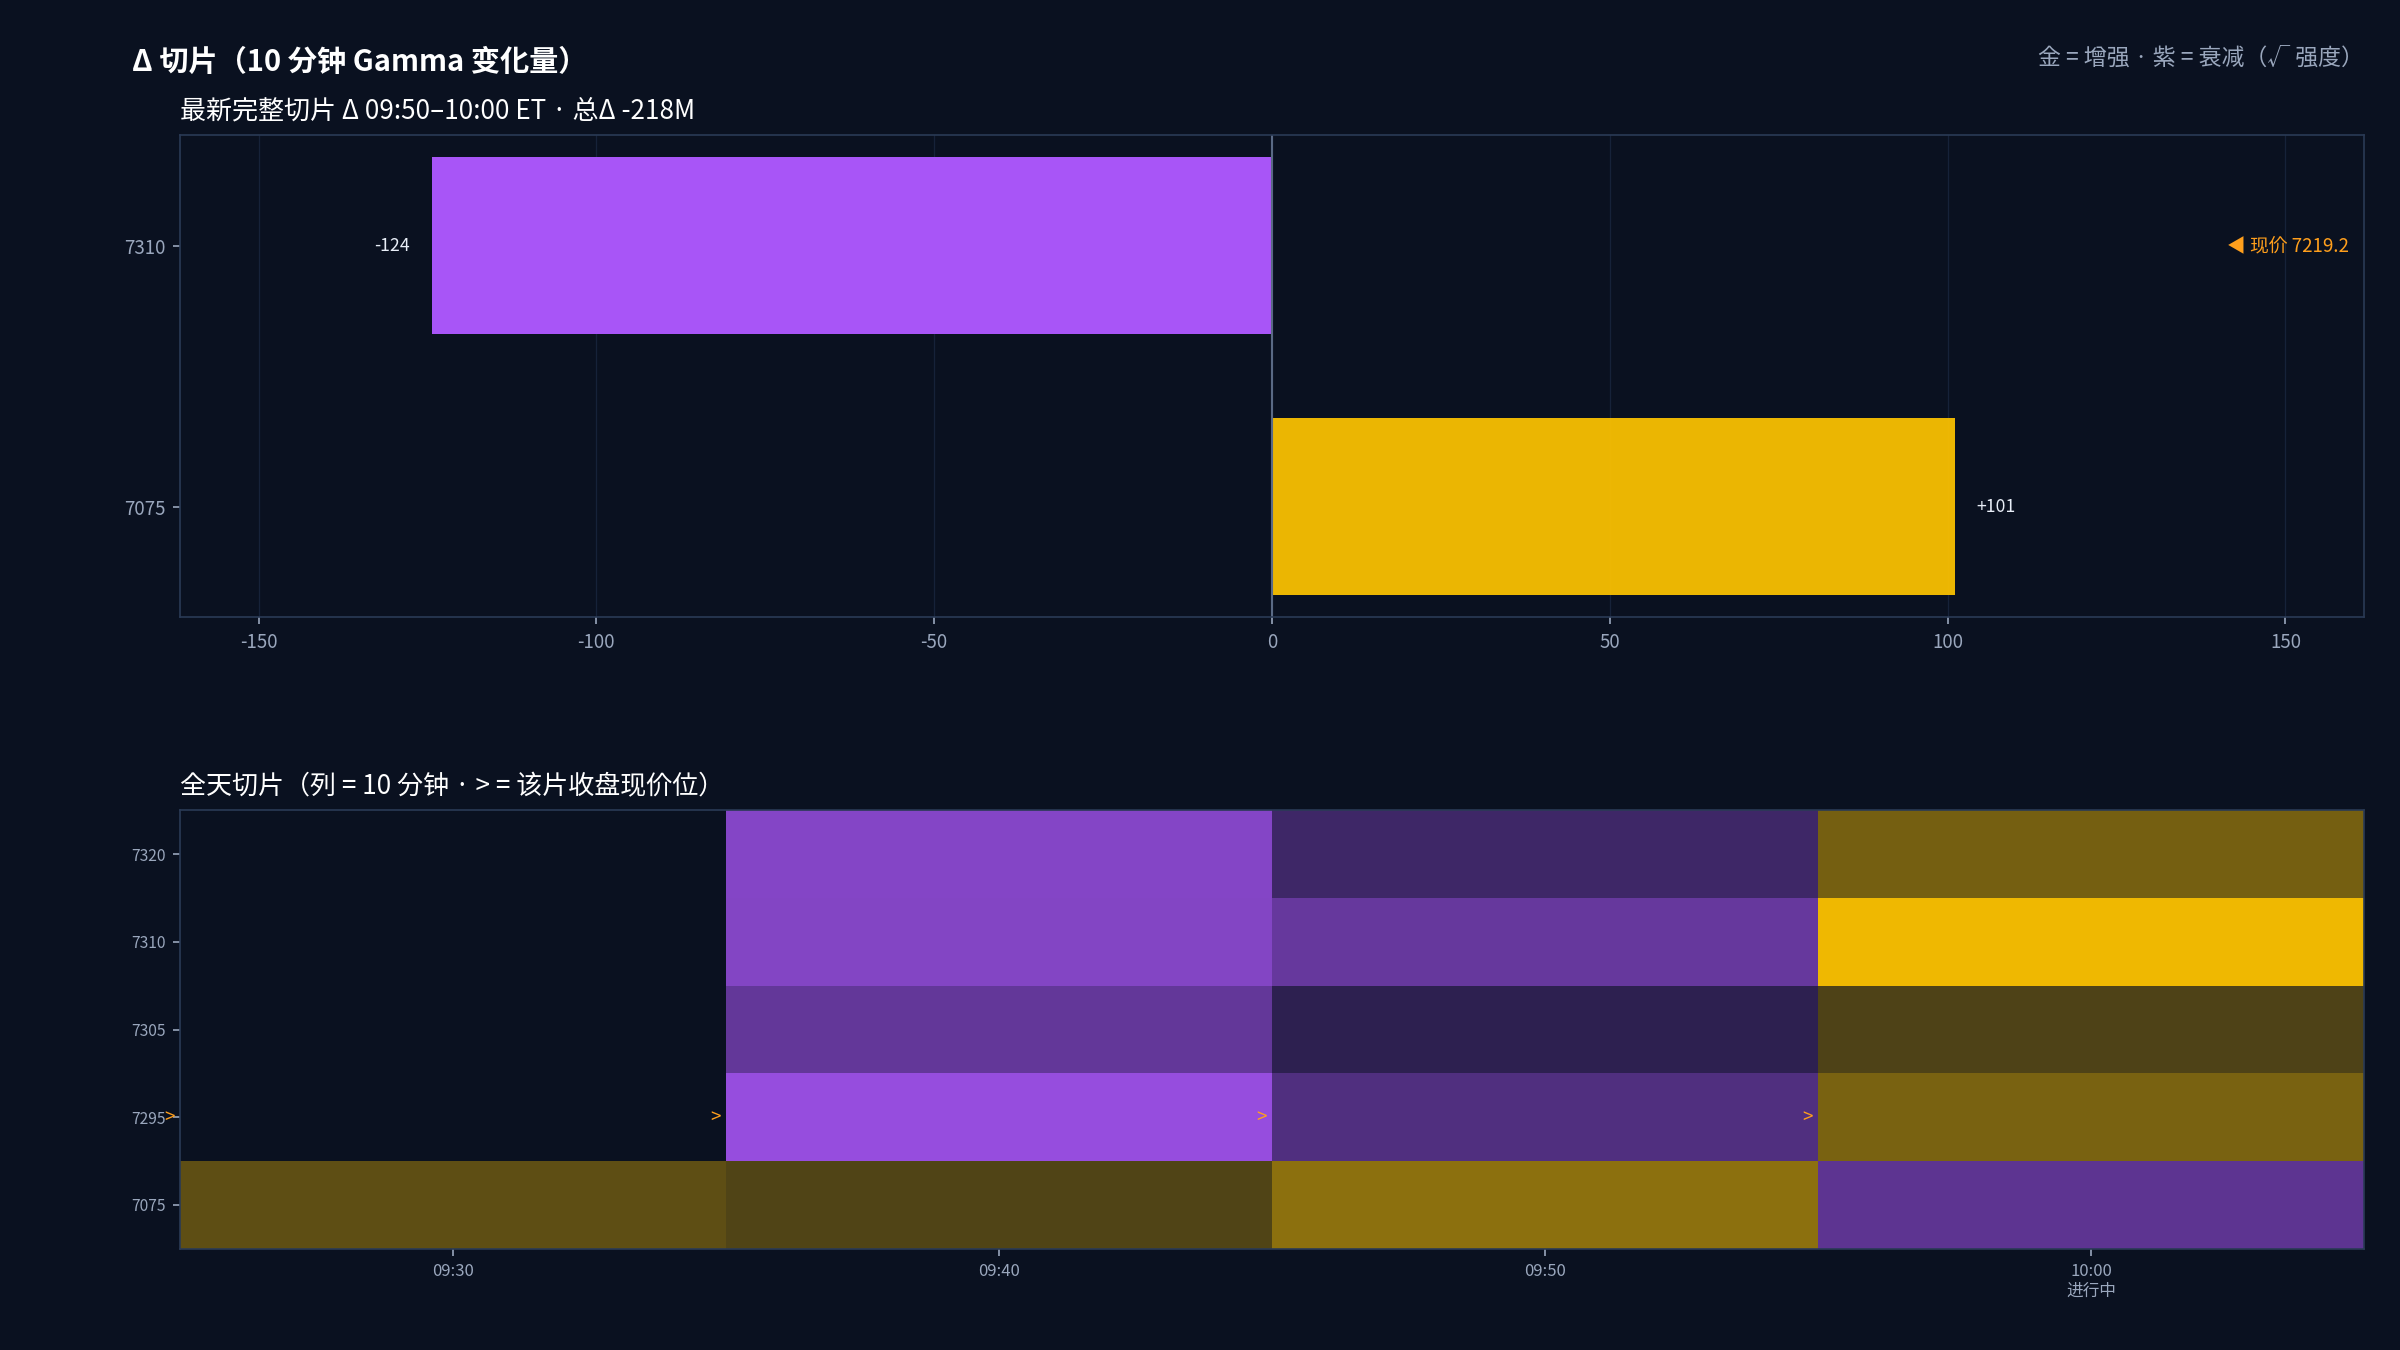 Δ 切片（10 分钟 Gamma 变化量）
金 = 增强 · 紫 = 衰减（√ 强度）
最新完整切片 Δ 09:50–10:00 ET · 总Δ -218M
7310
-124
◀ 现价 7219.2
7075
+101
-150 -100 -50 0 50 100 150
全天切片（列 = 10 分钟 · > = 该片收盘现价位）
7320
7310
7305
7295 > > > >
7075
09:30 09:40 09:50 10:00
进行中